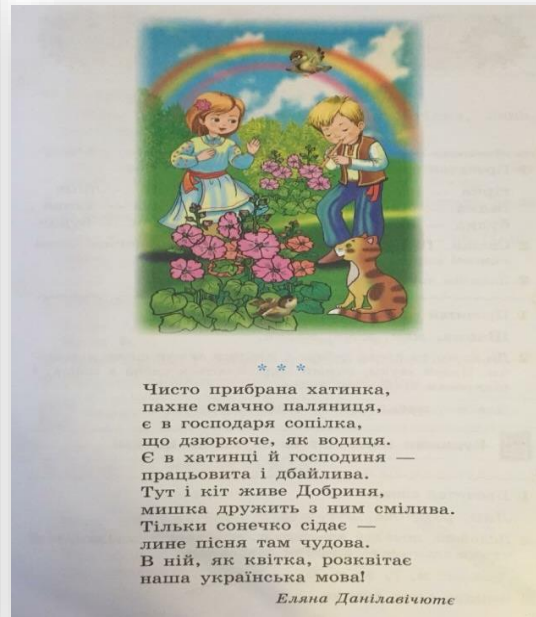 * * *
Чисто прибрана хатинка,
пахне смачно паляниця,
є в господаря сопілка,
що дзюркоче, як водиця.
Є в хатинці й господиня —
працьовита і дбайлива.
Тут і кіт живе Добриня,
мишка дружить з ним смілива.
Тільки сонечко сідає —
лине пісня там чудова.
В ній, як квітка, розквітає
наша українська мова!
Еляна Данілавічютє